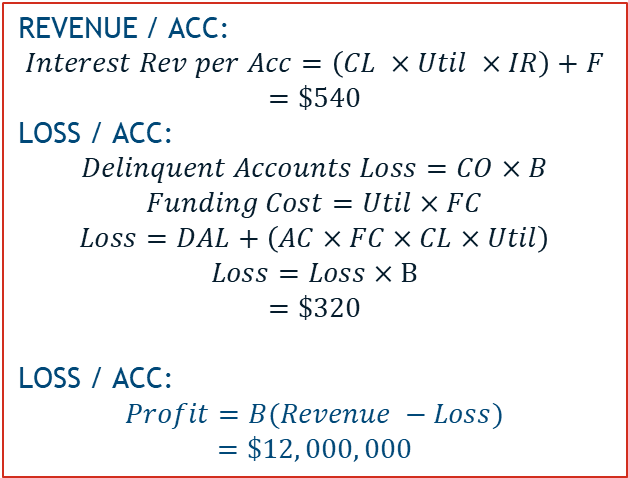 REVENUE / ACC:
Interest Rev per Acc = (CL × Util × IR) + F
= $540
LOSS / ACC:
Delinquent Accounts Loss = CO × B
Funding Cost = Util × FC
Loss = DAL + (AC × FC × CL × Util)
Loss = Loss × B
= $320
LOSS / ACC:
Profit = B(Revenue − Loss)
= $12,000,000